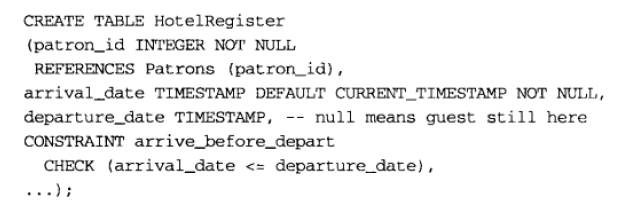 CREATE TABLE HotelRegister
(patron_id INTEGER NOT NULL
REFERENCES Patrons (patron_id),
arrival_date TIMESTAMP DEFAULT CURRENT_TIMESTAMP NOT NULL,
departure_date TIMESTAMP, -- null means guest still here
CONSTRAINT arrive_before_depart
CHECK (arrival_date <= departure_date),
...);